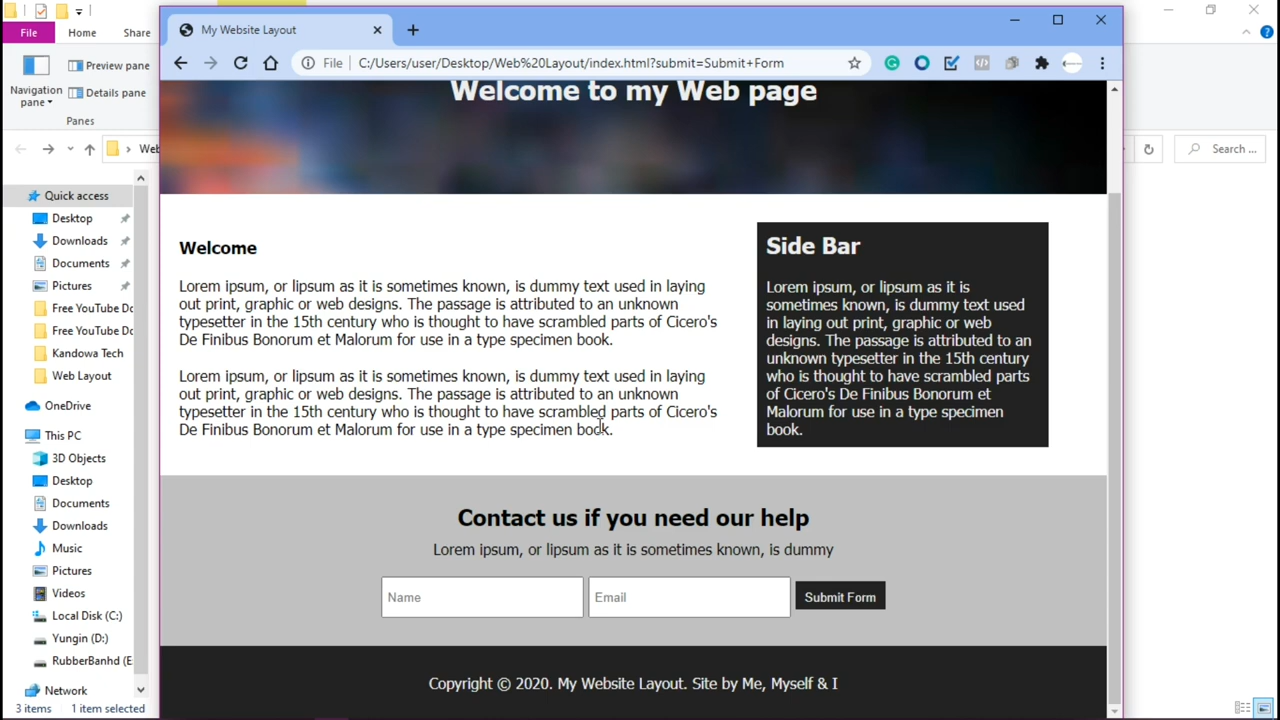 File
Home
Share
Navigation
pane
Preview pane
Details pane
Panes
Web
Quick access
Desktop
Downloads
Documents
Pictures
Free YouTube Do
Free YouTube Do
Kandowa Tech
Web Layout
OneDrive
This PC
3D Objects
Desktop
Documents
Downloads
Music
Pictures
Videos
Local Disk (C:)
Yungin (D:)
RubberBanhd (E
Network
3 items
1 item selected
My Website Layout
File
C:/Users/user/Desktop/Web%20Layout/index.html?submit=Submit+Form
Search ...
Welcome to my Web page
Welcome
Lorem ipsum, or lipsum as it is sometimes known, is dummy text used in laying
out print, graphic or web designs. The passage is attributed to an unknown
typesetter in the 15th century who is thought to have scrambled parts of Cicero's
De Finibus Bonorum et Malorum for use in a type specimen book.
Lorem ipsum, or lipsum as it is sometimes known, is dummy text used in laying
out print, graphic or web designs. The passage is attributed to an unknown
typesetter in the 15th century who is thought to have scrambled parts of Cicero's
De Finibus Bonorum et Malorum for use in a type specimen book.
Side Bar
Lorem ipsum, or lipsum as it is
sometimes known, is dummy text used
in laying out print, graphic or web
designs. The passage is attributed to an
unknown typesetter in the 15th century
who is thought to have scrambled parts
of Cicero's De Finibus Bonorum et
Malorum for use in a type specimen
book.
Contact us if you need our help
Lorem ipsum, or lipsum as it is sometimes known, is dummy
Name
Email
Submit Form
Copyright © 2020. My Website Layout. Site by Me, Myself & I